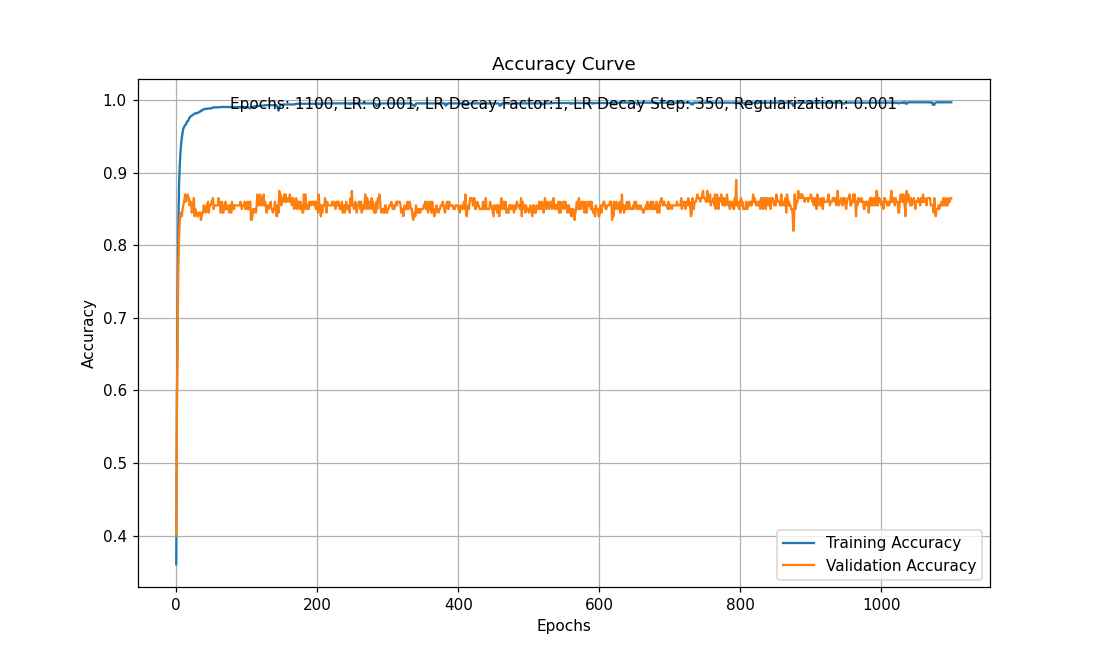 Accuracy Curve
Epochs: 1100, LR: 0.001, LR Decay Factor:1, LR Decay Step: 350, Regularization: 0.001
1.0
0.9
0.8
0.7
0.6
0.5
0.4
Accuracy
Training Accuracy
Validation Accuracy
0 200 400 600 800 1000
Epochs